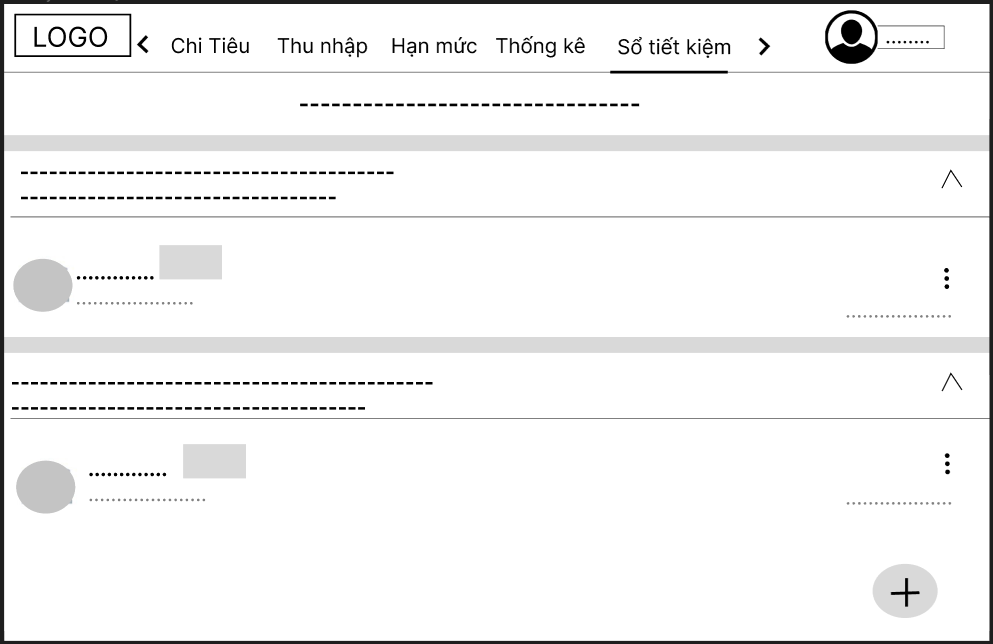 LOGO
Chi Tiêu Thu nhập Hạn mức Thống kê Sổ tiết kiệm